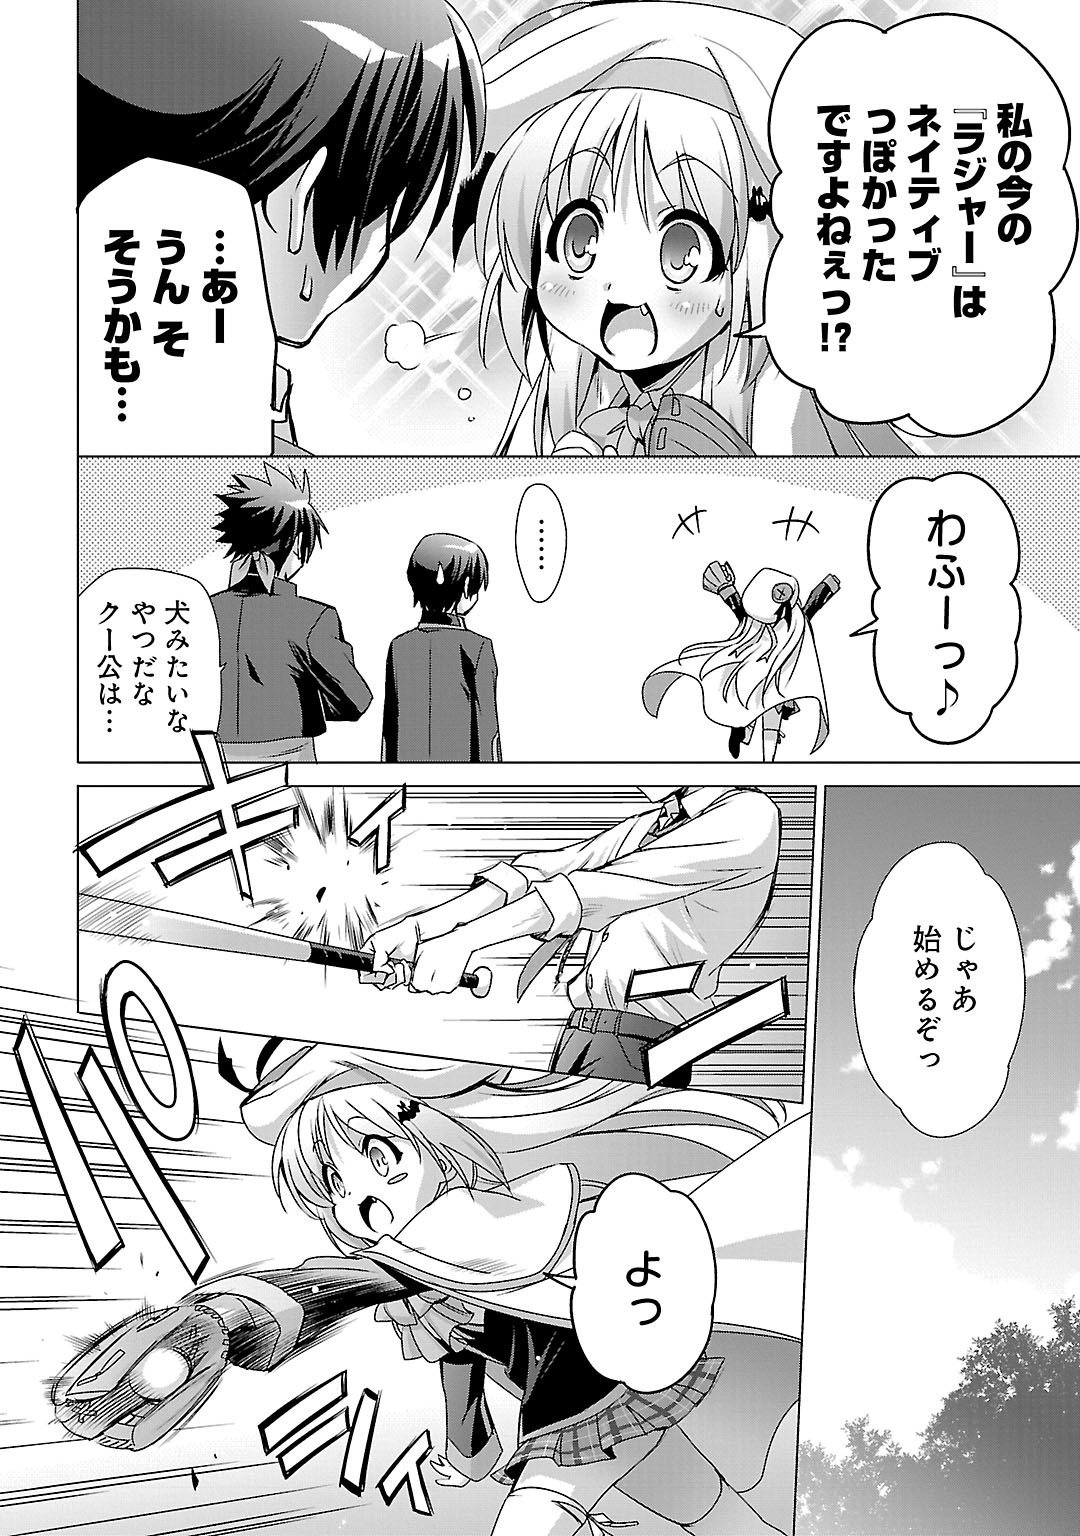 私の今の
『ラジャー』は
ネイティブ
っぽかった
ですよねぇっ!?
…あー
うん そ
そうかも…
わふーっ♪
……
犬みたいな
やつだな
クー公は…
じゃあ
始めるぞっ
キィン
パシィ
よっ